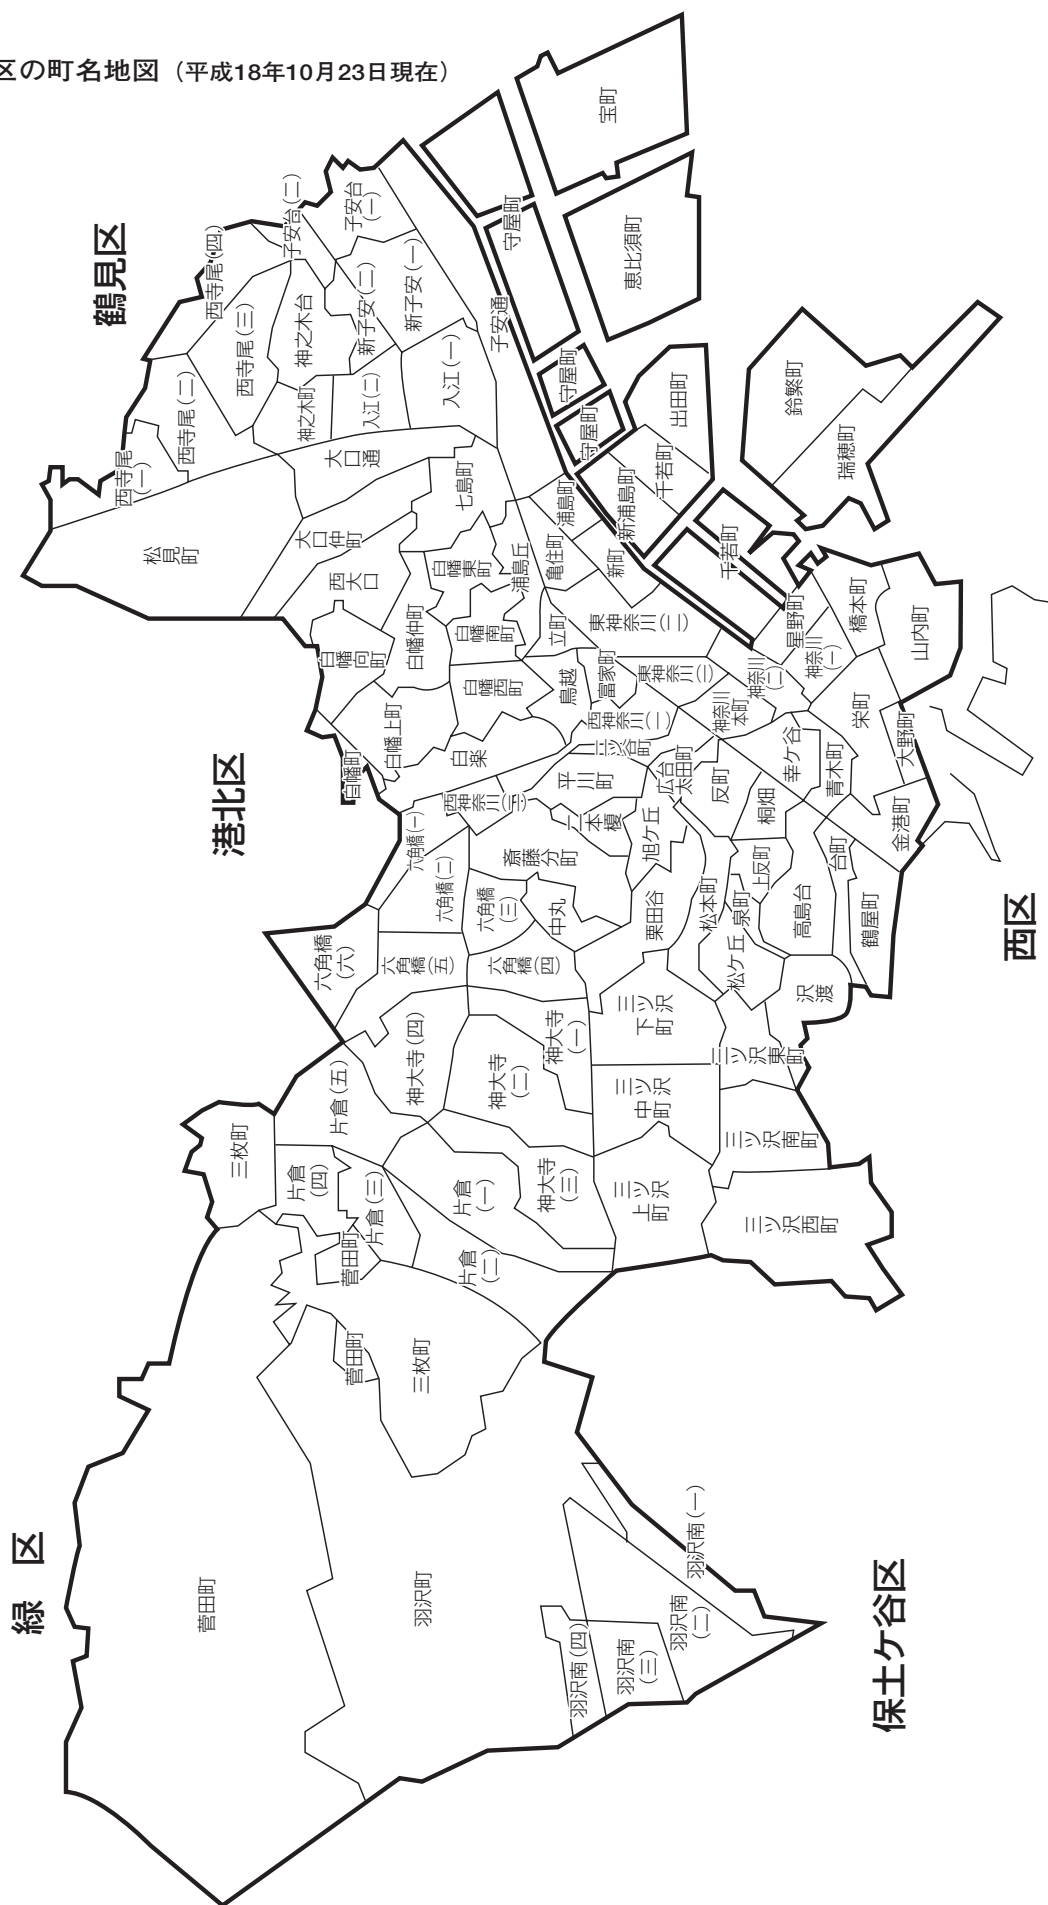 区の町名地図（平成18年10月23日現在）
鶴見区
港北区
緑　区
西区
保土ケ谷区
宝町
恵比須町
守屋町
守屋町
守屋町
子安台(二)
子安台
(一)
西寺尾(四)
西寺尾(三)
西寺尾(二)
西寺尾
(一)
神之木台
神之木町
新子安(二)
新子安(一)
入江(二)
入江(一)
子安通
大口通
大口仲町
松見町
西大口
七島町
出田町
千若町
新浦島町
千若町
鈴繁町
瑞穂町
浦島町
亀住町
新町
浦島丘
白幡東町
白幡南町
白幡仲町
白幡向町
白幡西町
白幡上町
白幡町
白楽
立町
東神奈川(二)
東神奈川(一)
富家町
鳥越
西神奈川(一)
二ツ谷町
平川町
西神奈川(三)
二本榎
広台
太田町
反町
神奈川
本町
神奈川
(二)
神奈川
(一)
星野町
橋本町
山内町
栄町
大野町
幸ケ谷
青木町
金港町
桐畑
台町
鶴屋町
高島台
上反町
泉町
松本町
松ケ丘
沢渡
旭ケ丘
栗田谷
斎藤分町
中丸
六角橋(一)
六角橋(二)
六角橋
(三)
六角橋
(四)
六角橋
(五)
六角橋
(六)
神大寺(四)
神大寺
(二)
神大寺
(一)
神大寺
(三)
三ツ沢
下町
三ツ沢
中町
三ツ沢
上町
三ツ沢東町
三ツ沢南町
三ツ沢西町
片倉(五)
片倉
(四)
片倉(三)
片倉
(一)
片倉
(二)
三枚町
菅田町
菅田町
三枚町
菅田町
羽沢町
羽沢南(一)
羽沢南
(二)
羽沢南
(三)
羽沢南(四)